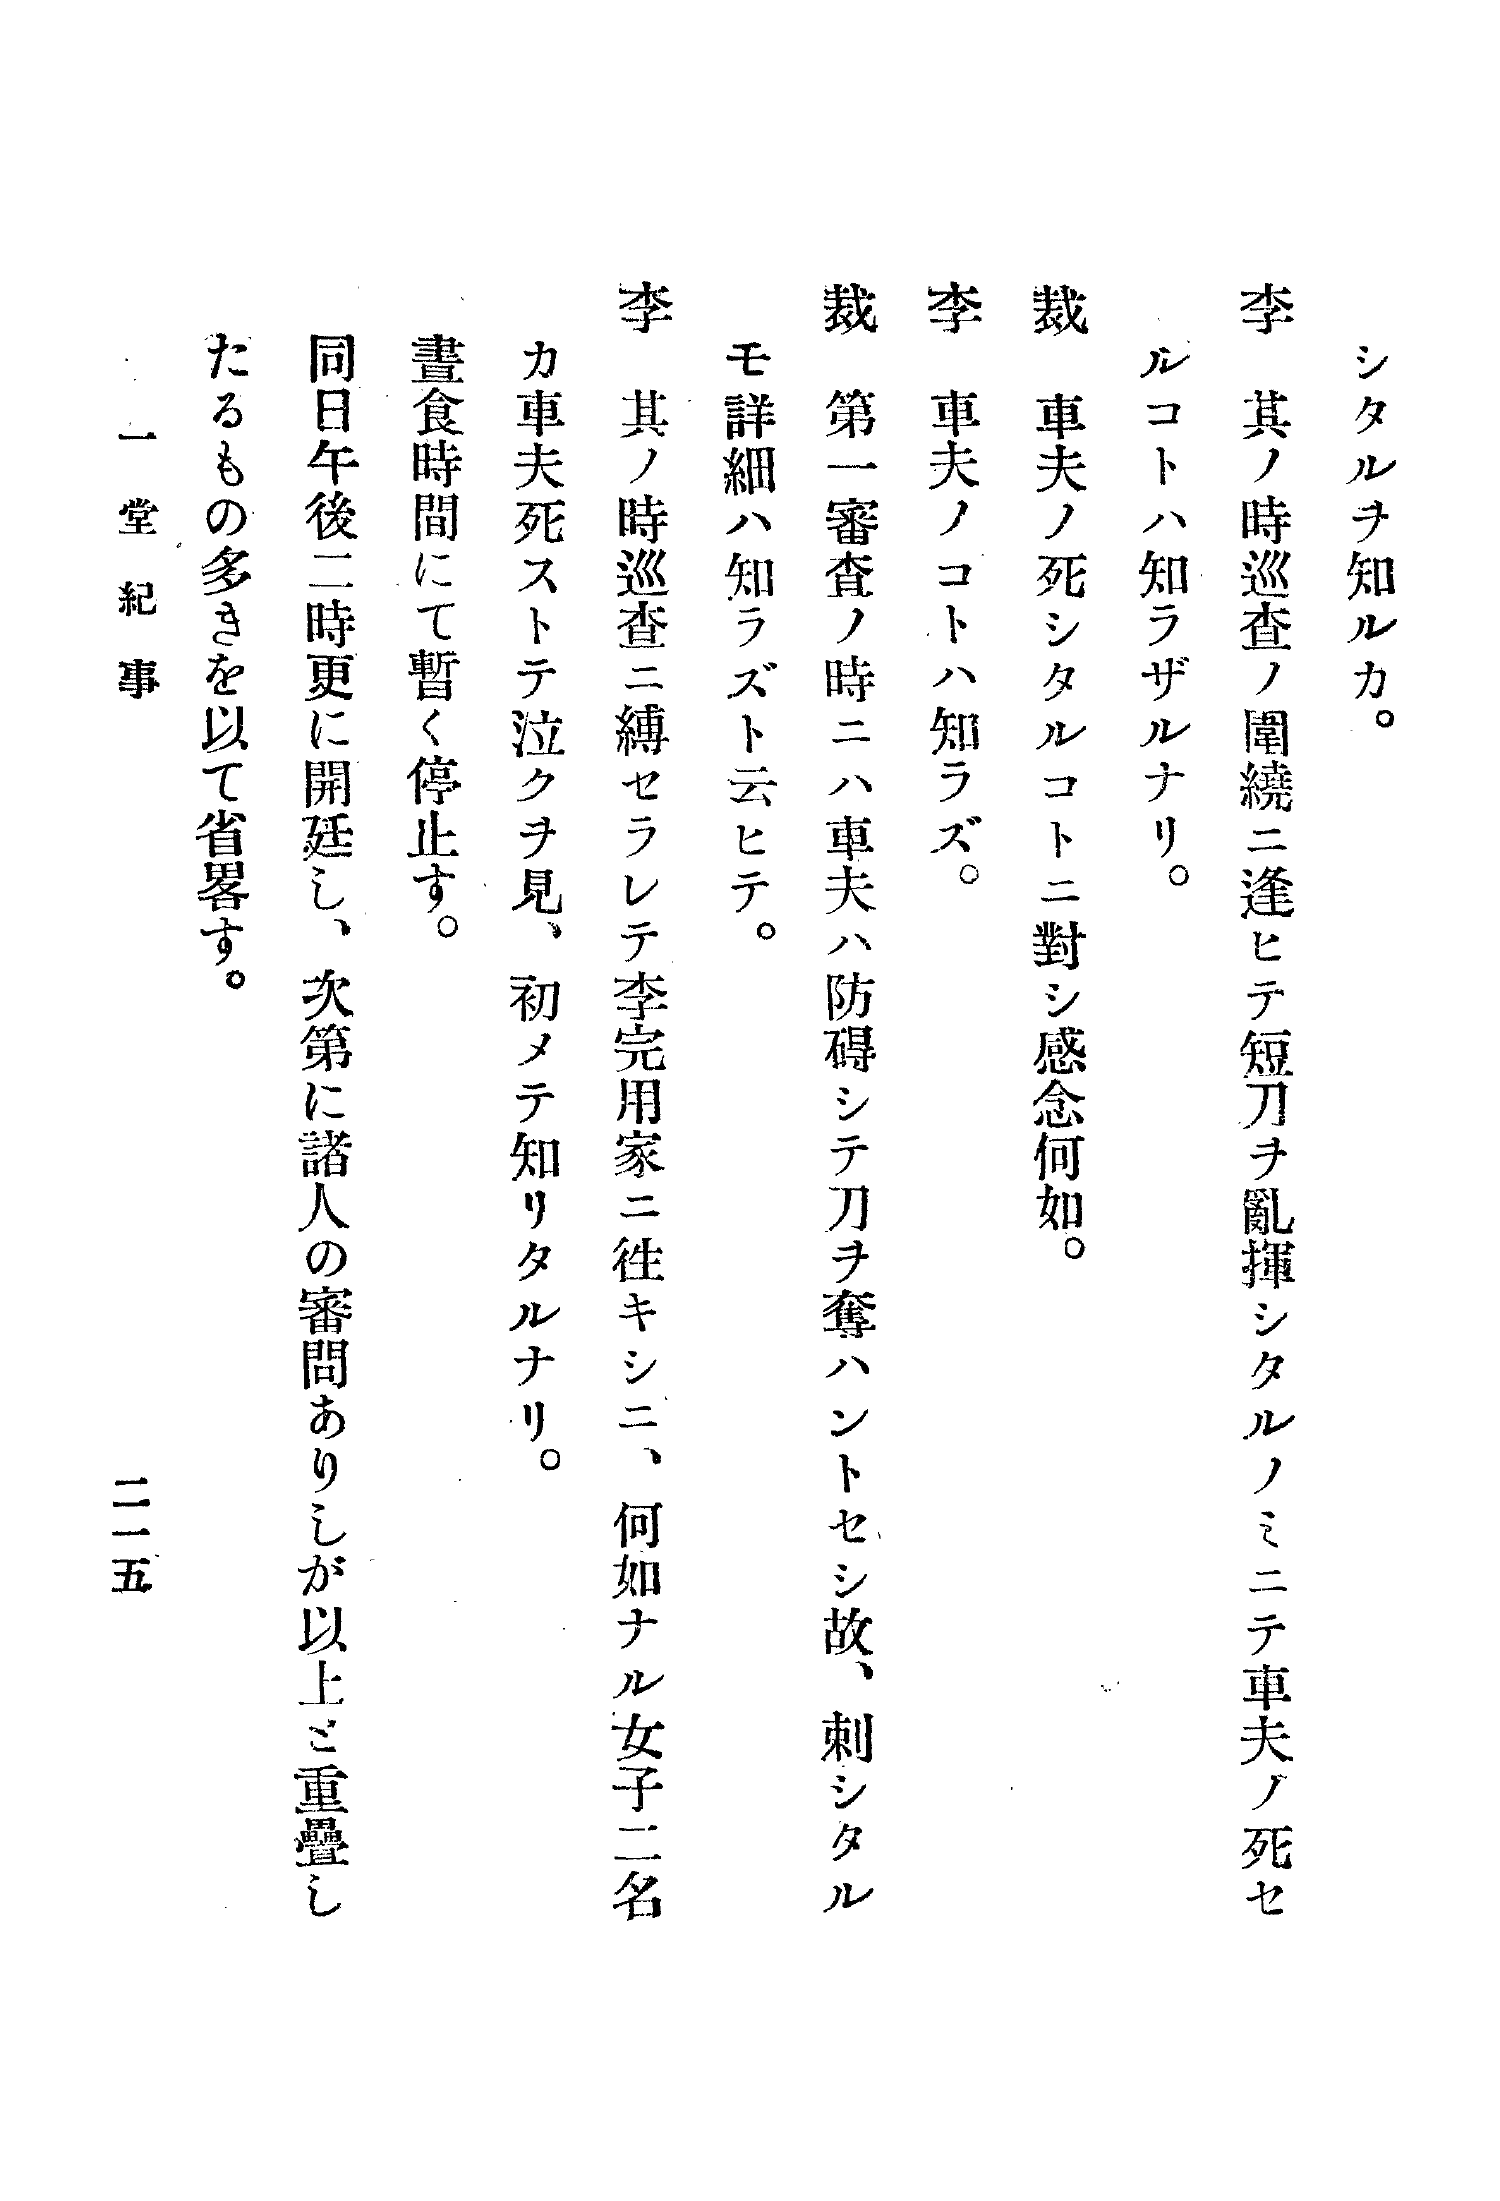 シタルヲ知ルカ。
李　其ノ時巡査ノ圍繞ニ逢ヒテ短刀ヲ亂揮シタルノミニテ車夫ノ死セ
ルコトハ知ラザルナリ。
裁　車夫ノ死シタルコトニ對シ感念何如。
李　車夫ノコトハ知ラズ。
裁　第一審査ノ時ニハ車夫ハ防碍シテ刀ヲ奪ハントセシ故、刺シタル
モ詳細ハ知ラズト云ヒテ。
李　其ノ時巡査ニ縛セラレテ李完用家ニ徃キシニ、何如ナル女子二名
カ車夫死ストテ泣クヲ見、初メテ知リタルナリ。
晝食時間にて暫く停止す。
同日午後二時更に開廷し、次第に諸人の審問ありしが以上と重疊し
たるもの多きを以て省畧す。
一堂紀事　二一五